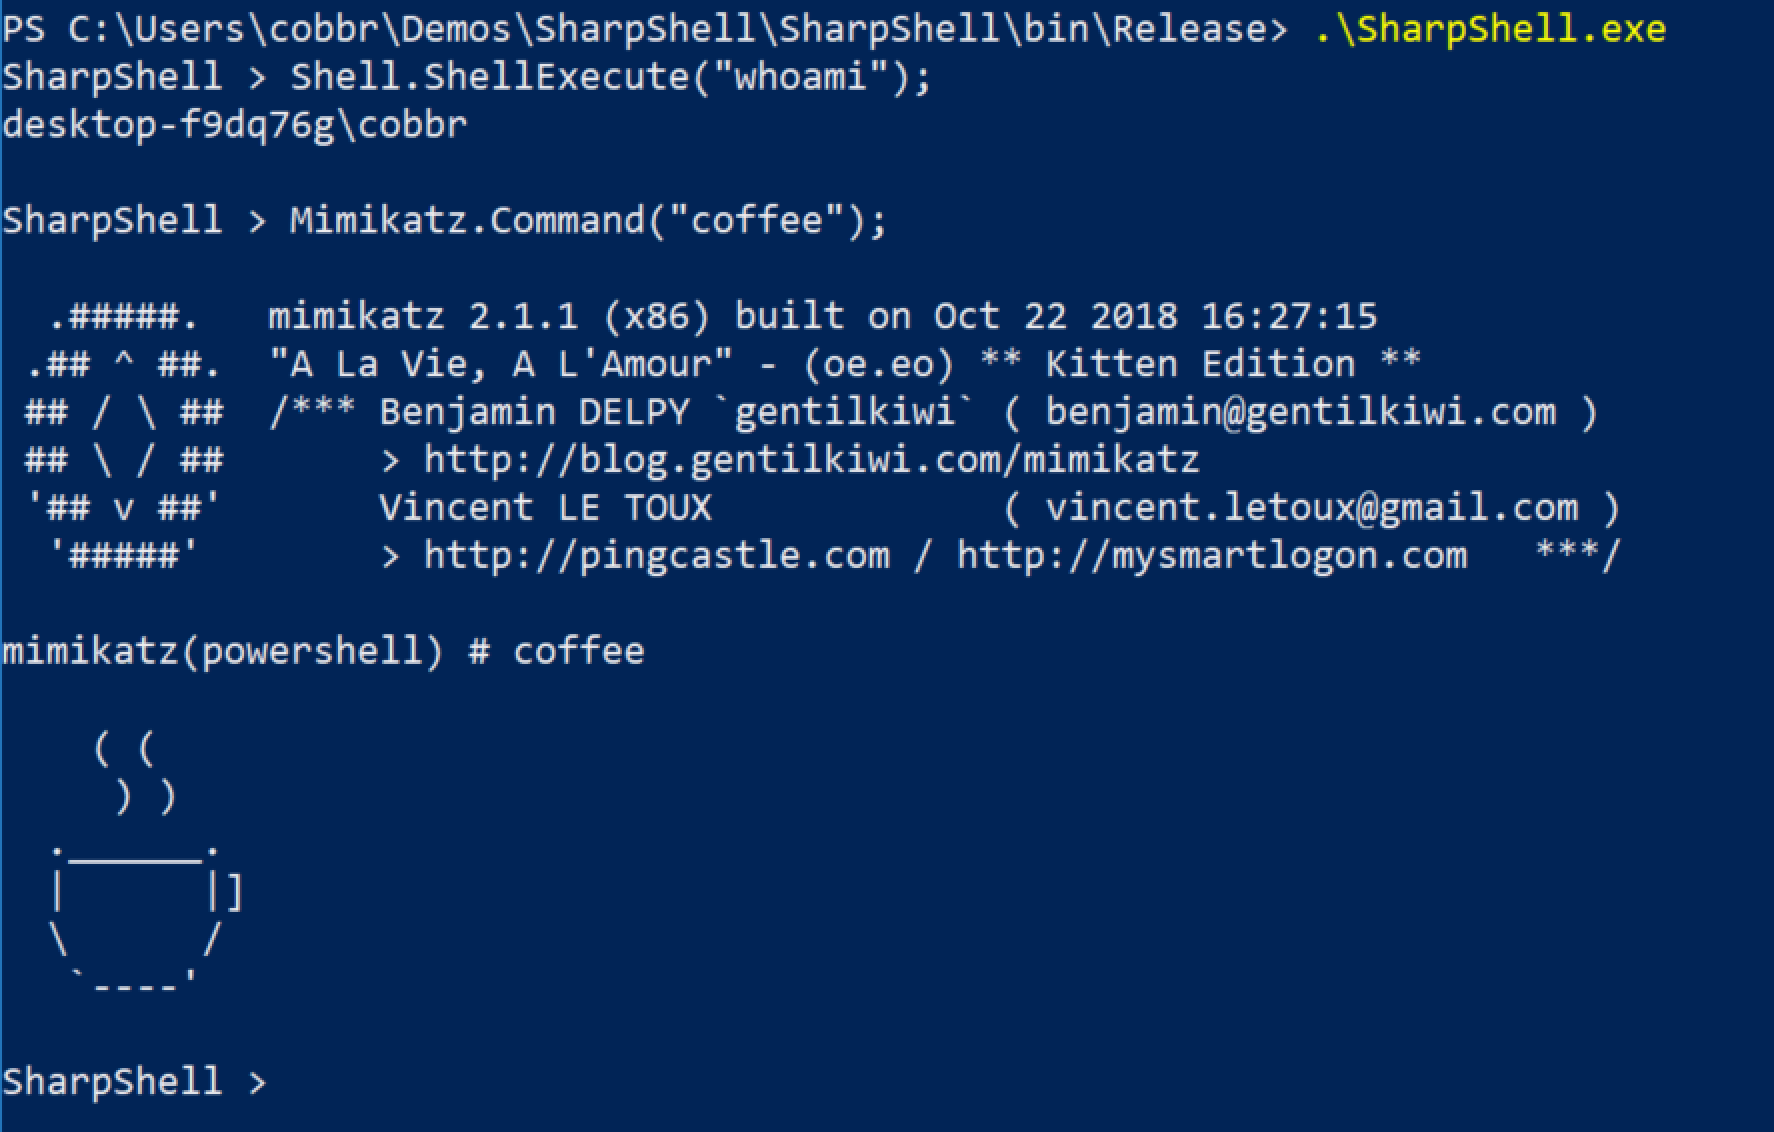 PS C:\Users\cobbr\Demos\SharpShell\SharpShell\bin\Release> .\SharpShell.exe
SharpShell > Shell.ShellExecute("whoami");
desktop-f9dq76g\cobbr

SharpShell > Mimikatz.Command("coffee");

  .#####.   mimikatz 2.1.1 (x86) built on Oct 22 2018 16:27:15
 .## ^ ##.  "A La Vie, A L'Amour" - (oe.eo) ** Kitten Edition **
 ## / \ ##  /*** Benjamin DELPY `gentilkiwi` ( benjamin@gentilkiwi.com )
 ## \ / ##       > http://blog.gentilkiwi.com/mimikatz
 '## v ##'       Vincent LE TOUX             ( vincent.letoux@gmail.com )
  '#####'        > http://pingcastle.com / http://mysmartlogon.com   ***/

mimikatz(powershell) # coffee

    ( (
     ) )
  .______.
  |      |]
  \      /
   `----'

SharpShell >